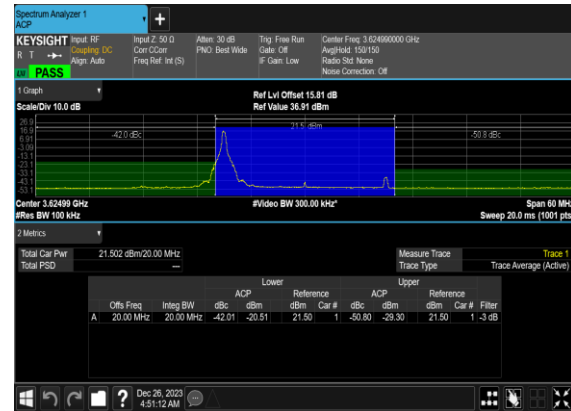 Spectrum Analyzer 1
ACP
KEYSIGHT Input: RF Input Z: 50 Ω Atten: 30 dB Trig: Free Run Center Freq: 3.624990000 GHz
R T Coupling: DC Corr CCorr PNO: Best Wide Gate: Off Avg|Hold: 150/150
Align: Auto Freq Ref: Int (S) IF Gain: Low Radio Std: None
PASS Noise Correction: Off
1 Graph Ref Lvl Offset 15.81 dB
Scale/Div 10.0 dB Ref Value 36.91 dBm
26.9 21.5 dBm
16.9 -42.0 dBc -50.8 dBc
6.91
-3.09
-13.1
-23.1
-33.1
-43.1
-53.1
Center 3.62499 GHz #Video BW 300.00 kHz* Span 60 MHz
#Res BW 100 kHz Sweep 20.0 ms (1001 pts
2 Metrics
Total Car Pwr 21.502 dBm/20.00 MHz Measure Trace Trace 1
Total PSD --- Trace Type Trace Average (Active)
Lower Upper
ACP Reference ACP Reference
Offs Freq Integ BW dBc dBm dBm Car # dBc dBm dBm Car # Filter
A 20.00 MHz 20.00 MHz -42.01 -20.51 21.50 1 -50.80 -29.30 21.50 1 -3 dB
Dec 26, 2023
4:51:12 AM